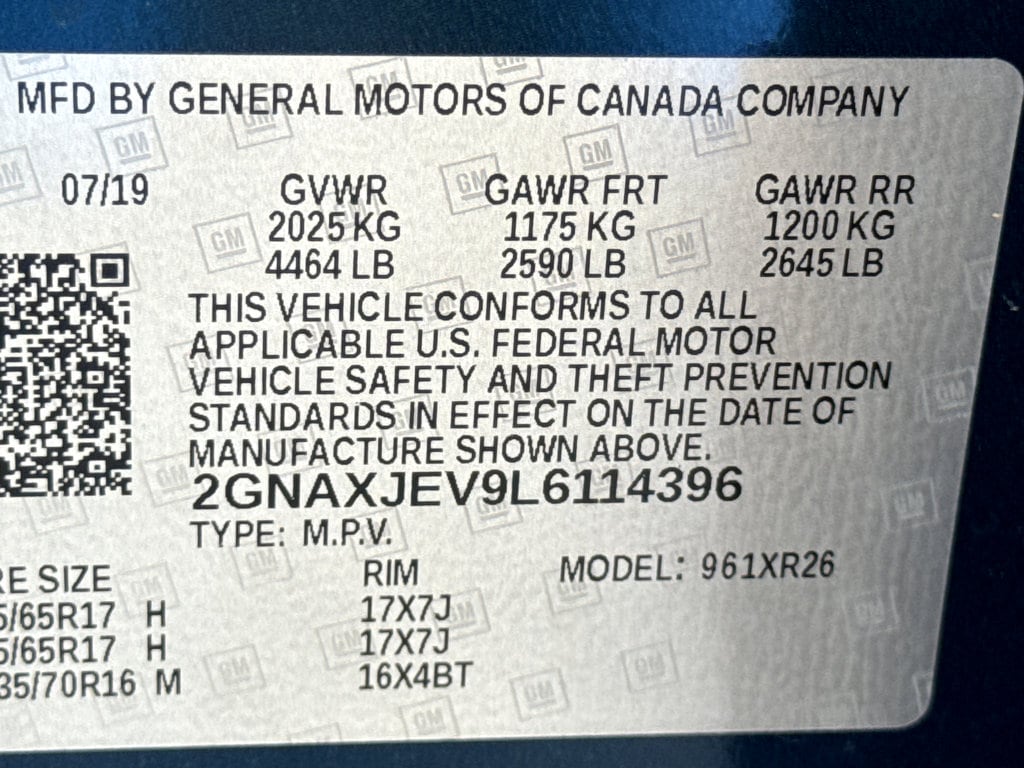 MFD BY GENERAL MOTORS OF CANADA COMPANY
07/19 GVWR GAWR FRT GAWR RR
2025 KG 1175 KG 1200 KG
4464 LB 2590 LB 2645 LB
THIS VEHICLE CONFORMS TO ALL
APPLICABLE U.S. FEDERAL MOTOR
VEHICLE SAFETY AND THEFT PREVENTION
STANDARDS IN EFFECT ON THE DATE OF
MANUFACTURE SHOWN ABOVE.
2GNAXJEV9L6114396
TYPE: M.P.V.
RE SIZE RIM MODEL: 961XR26
5/65R17 H 17X7J
5/65R17 H 17X7J
35/70R16 M 16X4BT